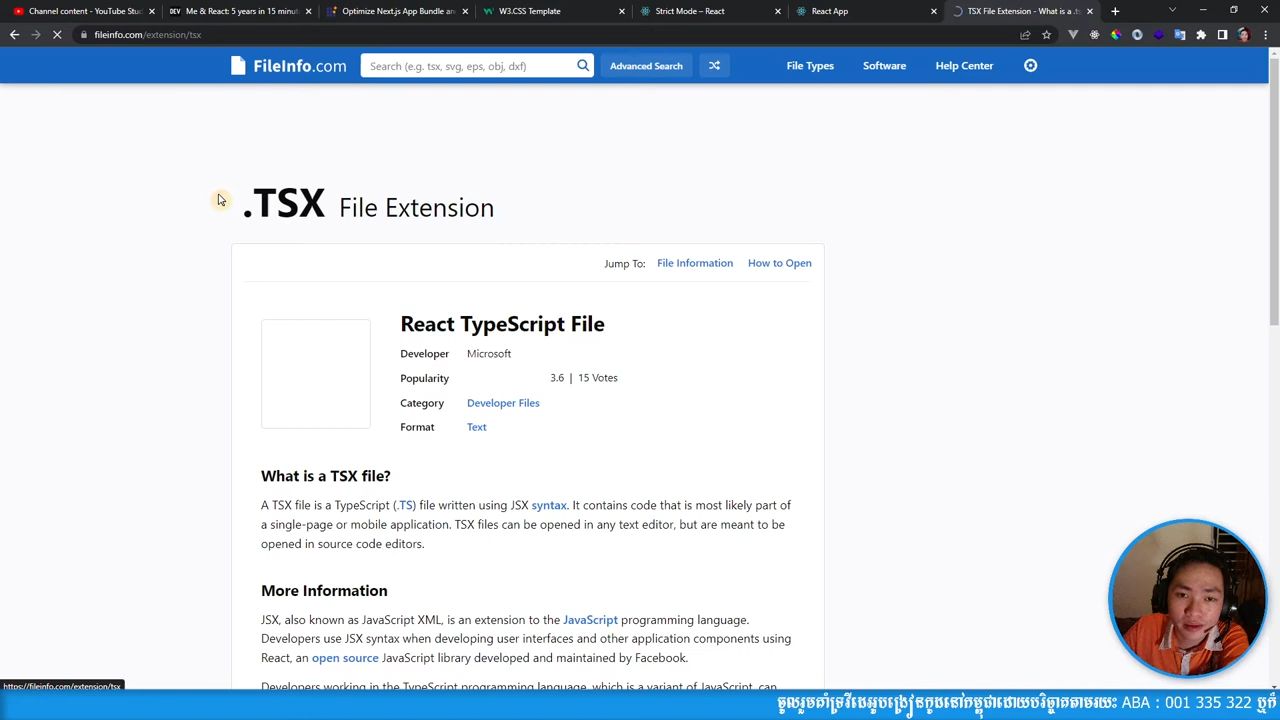 Channel content - YouTube Stud
Me & React: 5 years in 15 minut
Optimize Next.js App Bundle an
W3.CSS Template
Strict Mode – React
React App
TSX File Extension - What is a .ts
fileinfo.com/extension/tsx
FileInfo.com
Search (e.g. tsx, svg, eps, obj, dxf)
Advanced Search
File Types
Software
Help Center
.TSX File Extension
Jump To: File Information How to Open
React TypeScript File
Developer Microsoft
Popularity 3.6 | 15 Votes
Category Developer Files
Format Text
What is a TSX file?
A TSX file is a TypeScript (.TS) file written using JSX syntax. It contains code that is most likely part of
a single-page or mobile application. TSX files can be opened in any text editor, but are meant to be
opened in source code editors.
More Information
JSX, also known as JavaScript XML, is an extension to the JavaScript programming language.
Developers use JSX syntax when developing user interfaces and other application components using
React, an open source JavaScript library developed and maintained by Facebook.
Developers working in the TypeScript programming language, which is a variant of JavaScript, can
https://fileinfo.com/extension/tsx
ចូលរួមគាំទ្រវីដេអូបង្រៀនកូដនៅកម្ពុជាដោយបរិច្ចាគតាមរយះ ABA : 001 335 322 ឬក៏